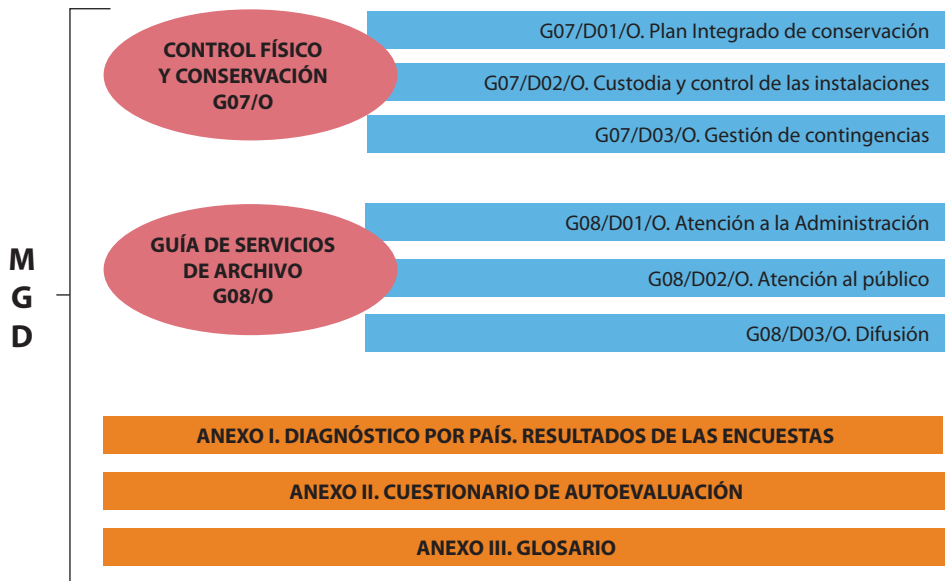 M
G
D
CONTROL FÍSICO
Y CONSERVACIÓN
G07/O
G07/D01/O. Plan Integrado de conservación
G07/D02/O. Custodia y control de las instalaciones
G07/D03/O. Gestión de contingencias
GUÍA DE SERVICIOS
DE ARCHIVO
G08/O
G08/D01/O. Atención a la Administración
G08/D02/O. Atención al público
G08/D03/O. Difusión
ANEXO I. DIAGNÓSTICO POR PAÍS. RESULTADOS DE LAS ENCUESTAS
ANEXO II. CUESTIONARIO DE AUTOEVALUACIÓN
ANEXO III. GLOSARIO